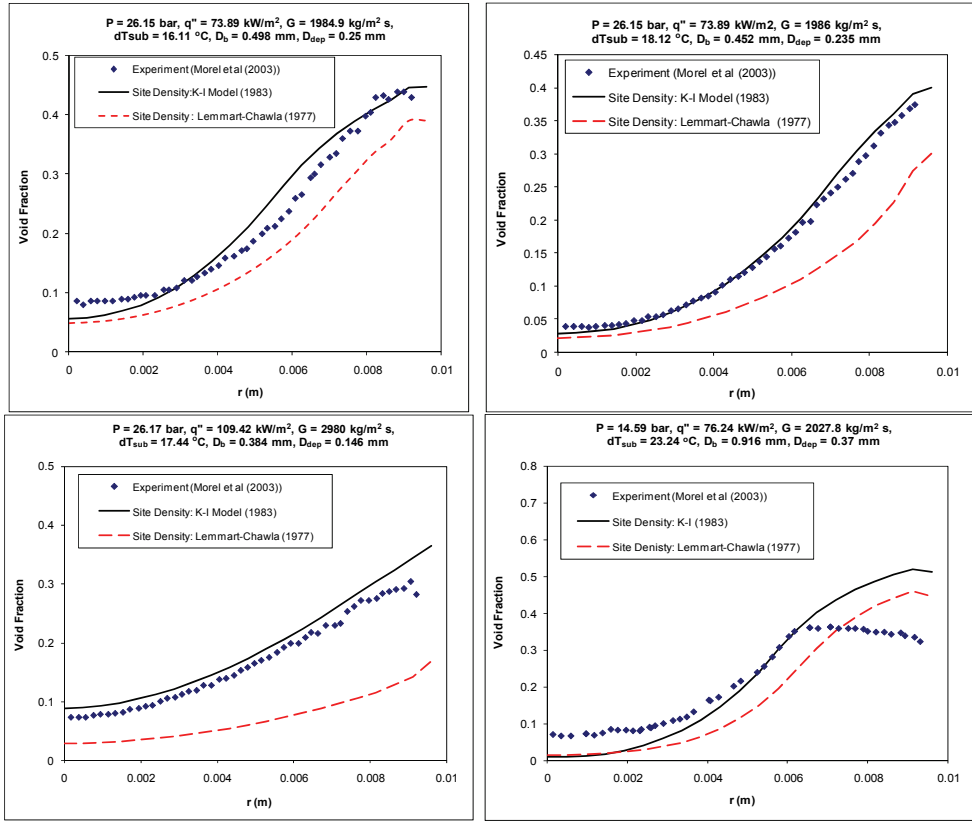 P = 26.15 bar, q" = 73.89 kW/m², G = 1984.9 kg/m² s,
dTsub = 16.11 °C, D_b = 0.498 mm, D_dep = 0.25 mm
0.5
0.4
0.3
0.2
0.1
0
Void Fraction
Experiment (Morel et al (2003))
Site Density:K-I Model (1983)
Site Density: Lemmart-Chawla (1977)
0 0.002 0.004 0.006 0.008 0.01
r (m)
P = 26.15 bar, q" = 73.89 kW/m2, G = 1986 kg/m² s,
dTsub = 18.12 °C, D_b = 0.452 mm, D_dep = 0.235 mm
0.45
0.4
0.35
0.3
0.25
0.2
0.15
0.1
0.05
0
Void Fraction
Experiment (Morel et al (2003))
Site Density: K-I Model (1983)
Site Density: Lemmart-Chawla (1977)
0 0.002 0.004 0.006 0.008 0.01
r (m)
P = 26.17 bar, q" = 109.42 kW/m², G = 2980 kg/m² s,
dT_sub = 17.44 °C, D_b = 0.384 mm, D_dep = 0.146 mm
0.5
0.4
0.3
0.2
0.1
0
Void Fraction
Experiment (Morel et al (2003))
Site Density: K-I Model (1983)
Site Density: Lemmart-Chawla (1977)
0 0.002 0.004 0.006 0.008 0.01
r (m)
P = 14.59 bar, q" = 76.24 kW/m², G = 2027.8 kg/m² s,
dT_sub = 23.24 °C, D_b = 0.916 mm, D_dep = 0.37 mm
0.8
0.7
0.6
0.5
0.4
0.3
0.2
0.1
0
Void Fraction
Experiment (Morel et al (2003))
Site Density: K-I (1983)
Site Denisty: Lemmart-Chawla (1977)
0 0.002 0.004 0.006 0.008 0.01
r (m)